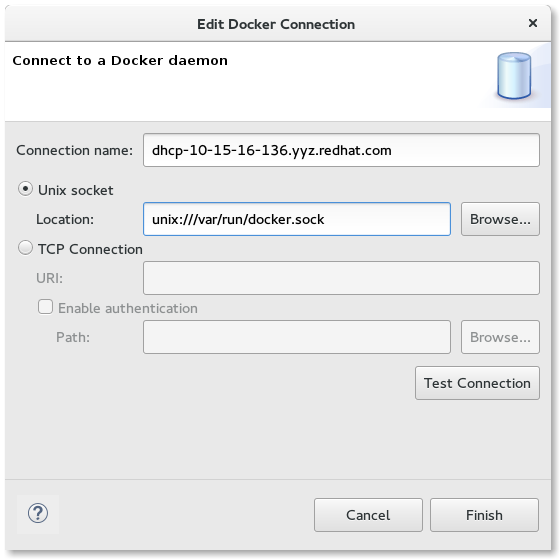 Edit Docker Connection ×
Connect to a Docker daemon
Connection name: dhcp-10-15-16-136.yyz.redhat.com
Unix socket
Location: unix:///var/run/docker.sock Browse...
TCP Connection
URI:
Enable authentication
Path: Browse...
Test Connection
? Cancel Finish